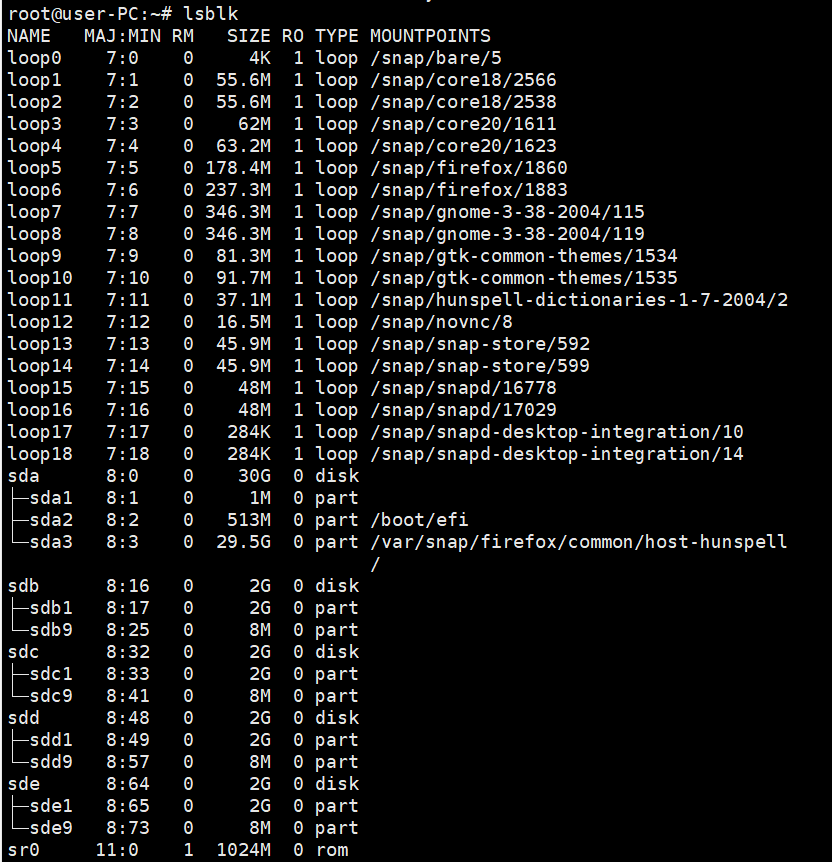 root@user-PC:~# lsblk
NAME   MAJ:MIN RM   SIZE RO TYPE MOUNTPOINTS
loop0    7:0    0     4K  1 loop /snap/bare/5
loop1    7:1    0  55.6M  1 loop /snap/core18/2566
loop2    7:2    0  55.6M  1 loop /snap/core18/2538
loop3    7:3    0    62M  1 loop /snap/core20/1611
loop4    7:4    0  63.2M  1 loop /snap/core20/1623
loop5    7:5    0 178.4M  1 loop /snap/firefox/1860
loop6    7:6    0 237.3M  1 loop /snap/firefox/1883
loop7    7:7    0 346.3M  1 loop /snap/gnome-3-38-2004/115
loop8    7:8    0 346.3M  1 loop /snap/gnome-3-38-2004/119
loop9    7:9    0  81.3M  1 loop /snap/gtk-common-themes/1534
loop10   7:10   0  91.7M  1 loop /snap/gtk-common-themes/1535
loop11   7:11   0  37.1M  1 loop /snap/hunspell-dictionaries-1-7-2004/2
loop12   7:12   0  16.5M  1 loop /snap/novnc/8
loop13   7:13   0  45.9M  1 loop /snap/snap-store/592
loop14   7:14   0  45.9M  1 loop /snap/snap-store/599
loop15   7:15   0    48M  1 loop /snap/snapd/16778
loop16   7:16   0    48M  1 loop /snap/snapd/17029
loop17   7:17   0   284K  1 loop /snap/snapd-desktop-integration/10
loop18   7:18   0   284K  1 loop /snap/snapd-desktop-integration/14
sda      8:0    0    30G  0 disk
├─sda1   8:1    0     1M  0 part
├─sda2   8:2    0   513M  0 part /boot/efi
└─sda3   8:3    0  29.5G  0 part /var/snap/firefox/common/host-hunspell
                                 /
sdb      8:16   0     2G  0 disk
├─sdb1   8:17   0     2G  0 part
└─sdb9   8:25   0     8M  0 part
sdc      8:32   0     2G  0 disk
├─sdc1   8:33   0     2G  0 part
└─sdc9   8:41   0     8M  0 part
sdd      8:48   0     2G  0 disk
├─sdd1   8:49   0     2G  0 part
└─sdd9   8:57   0     8M  0 part
sde      8:64   0     2G  0 disk
├─sde1   8:65   0     2G  0 part
└─sde9   8:73   0     8M  0 part
sr0     11:0    1  1024M  0 rom